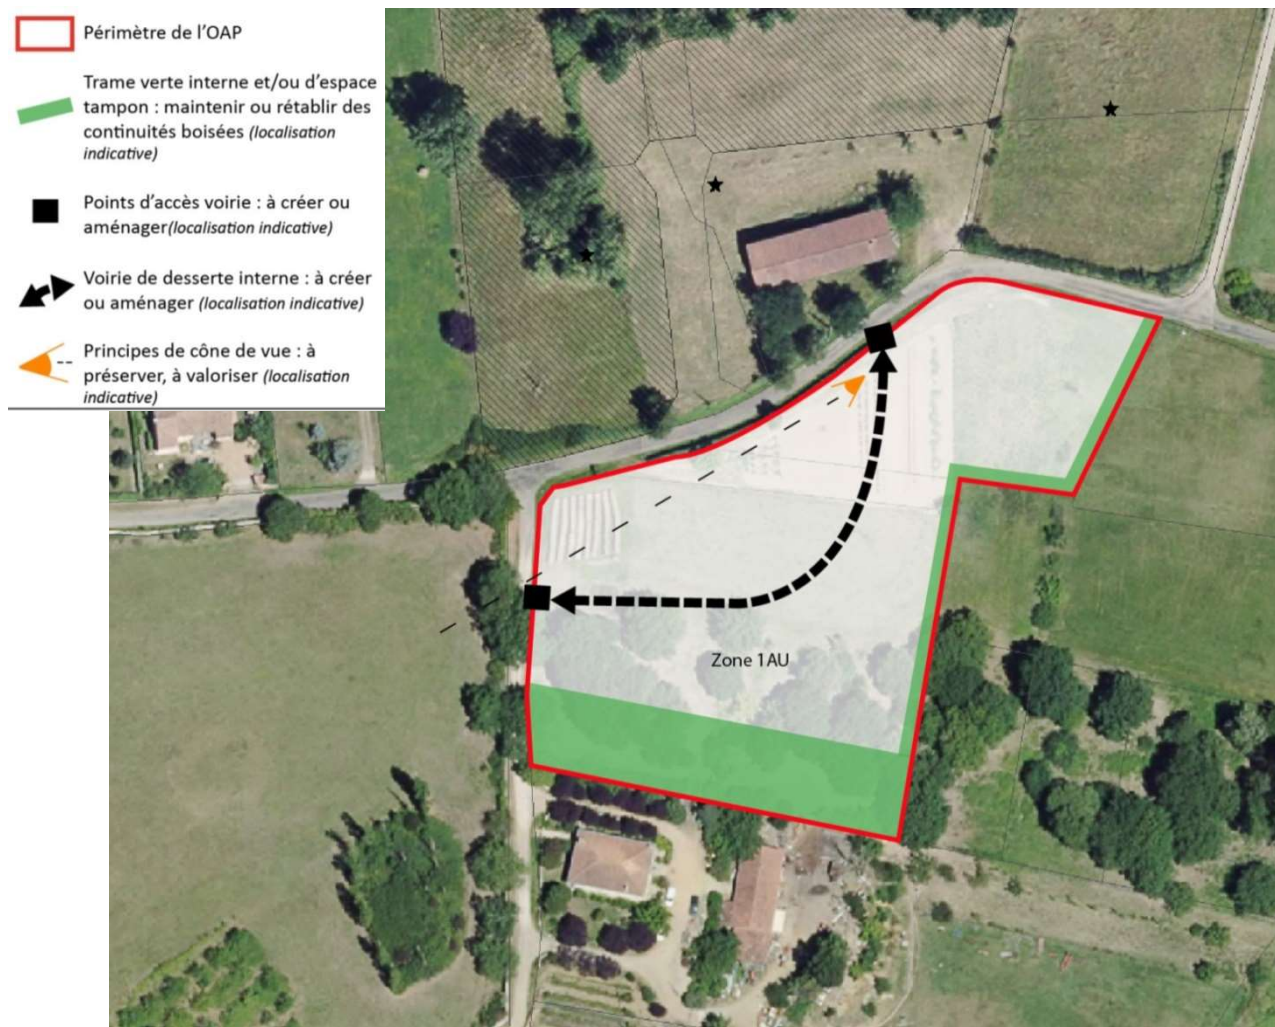 Périmètre de l’OAP
Trame verte interne et/ou d’espace
tampon : maintenir ou rétablir des
continuités boisées (localisation
indicative)
Points d’accès voirie : à créer ou
aménager(localisation indicative)
Voirie de desserte interne : à créer
ou aménager (localisation indicative)
Principes de cône de vue : à
préserver, à valoriser (localisation
indicative)
Zone 1AU